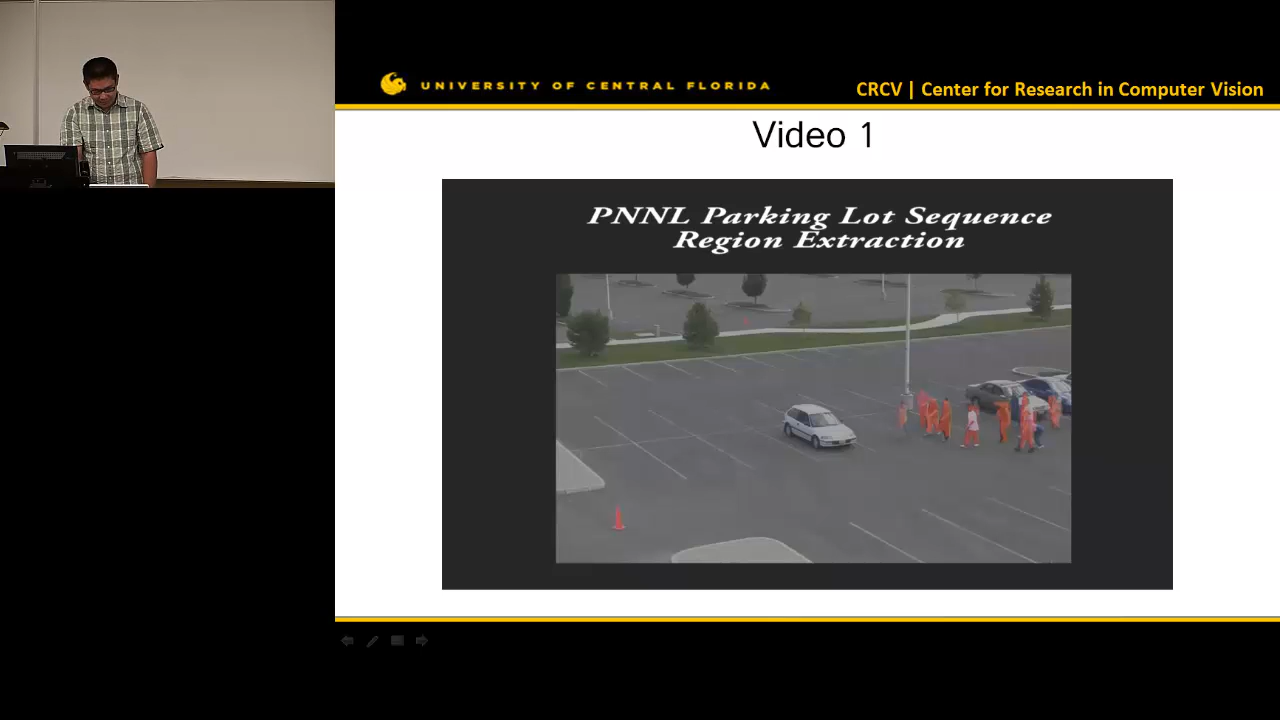 UNIVERSITY OF CENTRAL FLORIDA
CRCV | Center for Research in Computer Vision
Video 1
PNNL Parking Lot Sequence
Region Extraction